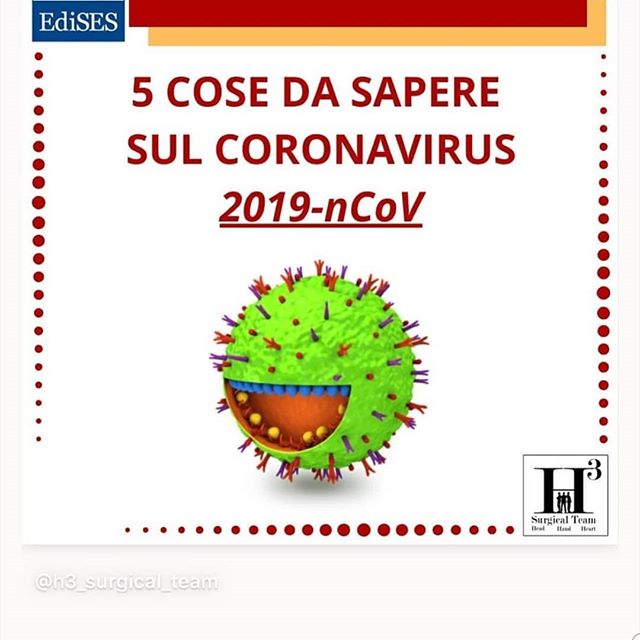 EdiSES
5 COSE DA SAPERE
SUL CORONAVIRUS
2019-nCoV
H3
Surgical Team
Head Hand Heart
@h3_surgical_team